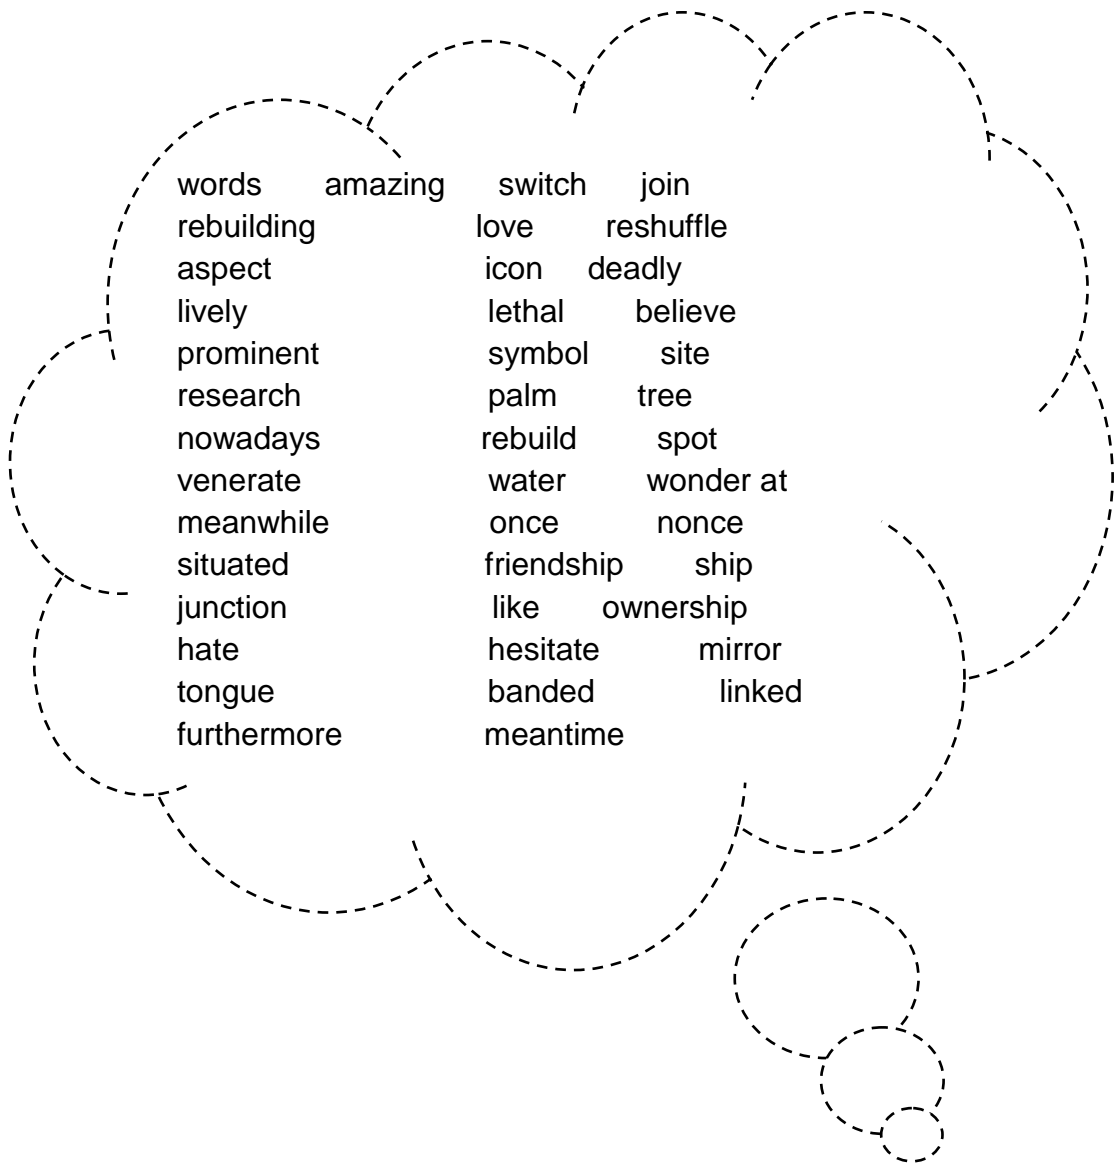 words amazing switch join
rebuilding love reshuffle
aspect icon deadly
lively lethal believe
prominent symbol site
research palm tree
nowadays rebuild spot
venerate water wonder at
meanwhile once nonce
situated friendship ship
junction like ownership
hate hesitate mirror
tongue banded linked
furthermore meantime